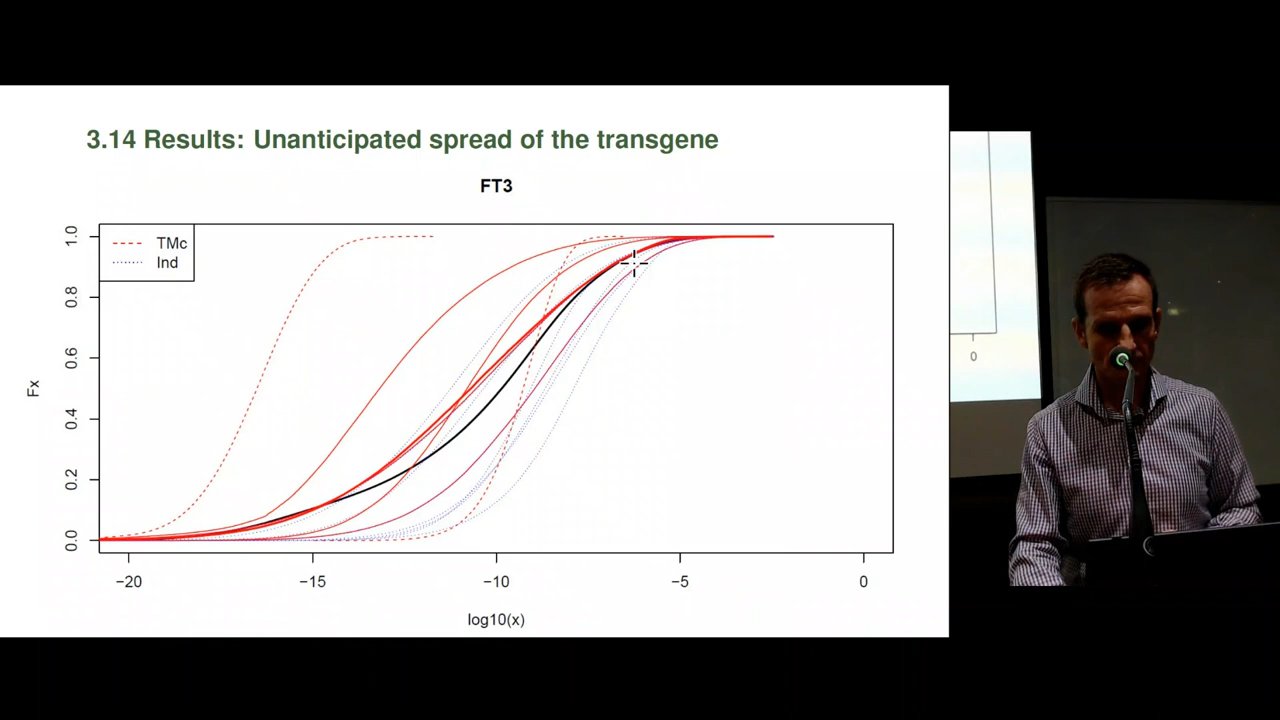 3.14 Results: Unanticipated spread of the transgene
FT3
TMc
Ind
1.0
0.8
0.6
0.4
0.2
0.0
Fx
−20
−15
−10
−5
0
log10(x)
0